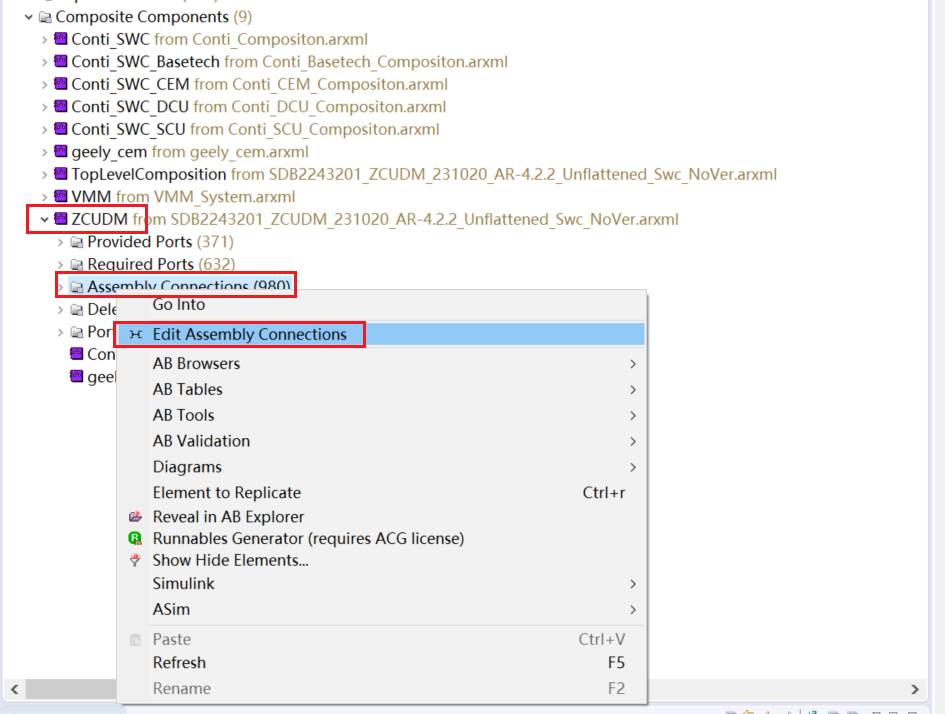 Composite Components (9)
Conti_SWC from Conti_Compositon.arxml
Conti_SWC_Basetech from Conti_Basetech_Compositon.arxml
Conti_SWC_CEM from Conti_CEM_Compositon.arxml
Conti_SWC_DCU from Conti_DCU_Compositon.arxml
Conti_SWC_SCU from Conti_SCU_Compositon.arxml
geely_cem from geely_cem.arxml
TopLevelComposition from SDB2243201_ZCUDM_231020_AR-4.2.2_Unflattened_Swc_NoVer.arxml
VMM from VMM_System.arxml
ZCUDM from SDB2243201_ZCUDM_231020_AR-4.2.2_Unflattened_Swc_NoVer.arxml
Provided Ports (371)
Required Ports (632)
Assembly Connections (980)
Dele
Por
Con
geel
Go Into
Edit Assembly Connections
AB Browsers
AB Tables
AB Tools
AB Validation
Diagrams
Element to Replicate Ctrl+r
Reveal in AB Explorer
Runnables Generator (requires ACG license)
Show Hide Elements...
Simulink
ASim
Paste Ctrl+V
Refresh F5
Rename F2